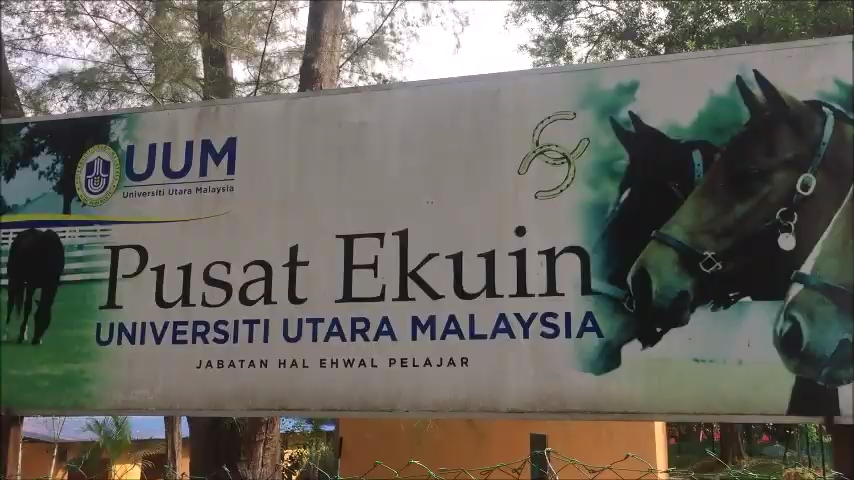 UUM
Universiti Utara Malaysia
Pusat Ekuin
UNIVERSITI UTARA MALAYSIA
JABATAN HAL EHWAL PELAJAR